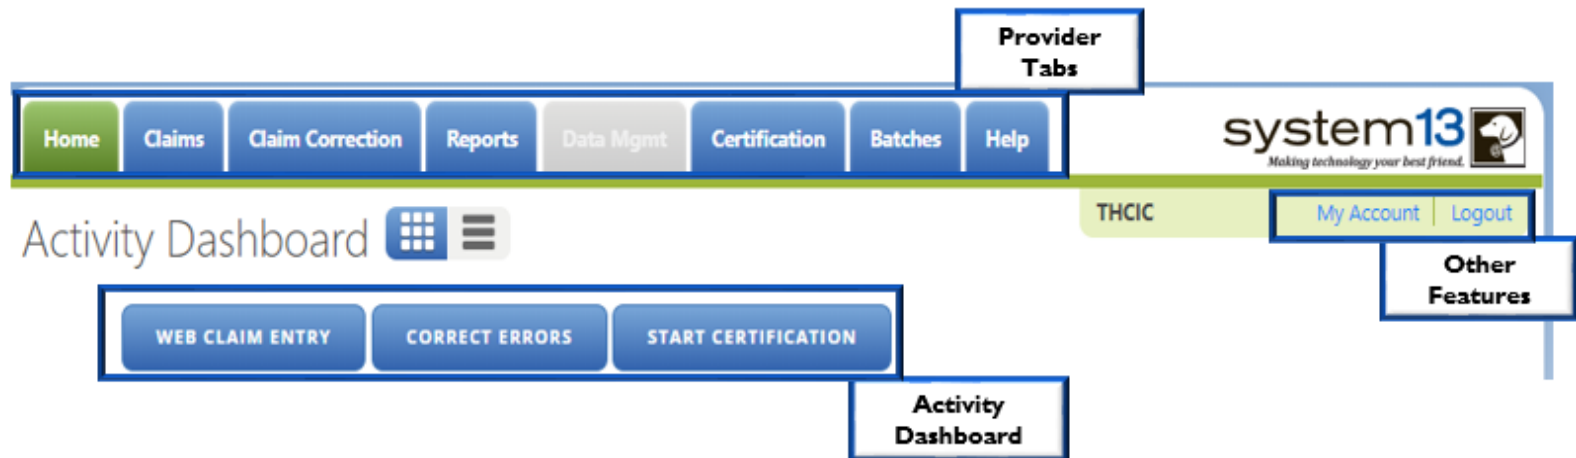 Provider
Tabs
Home Claims Claim Correction Reports Data Mgmt Certification Batches Help
system13
Making technology your best friend.
THCIC My Account Logout
Activity Dashboard
Other
Features
WEB CLAIM ENTRY CORRECT ERRORS START CERTIFICATION
Activity
Dashboard